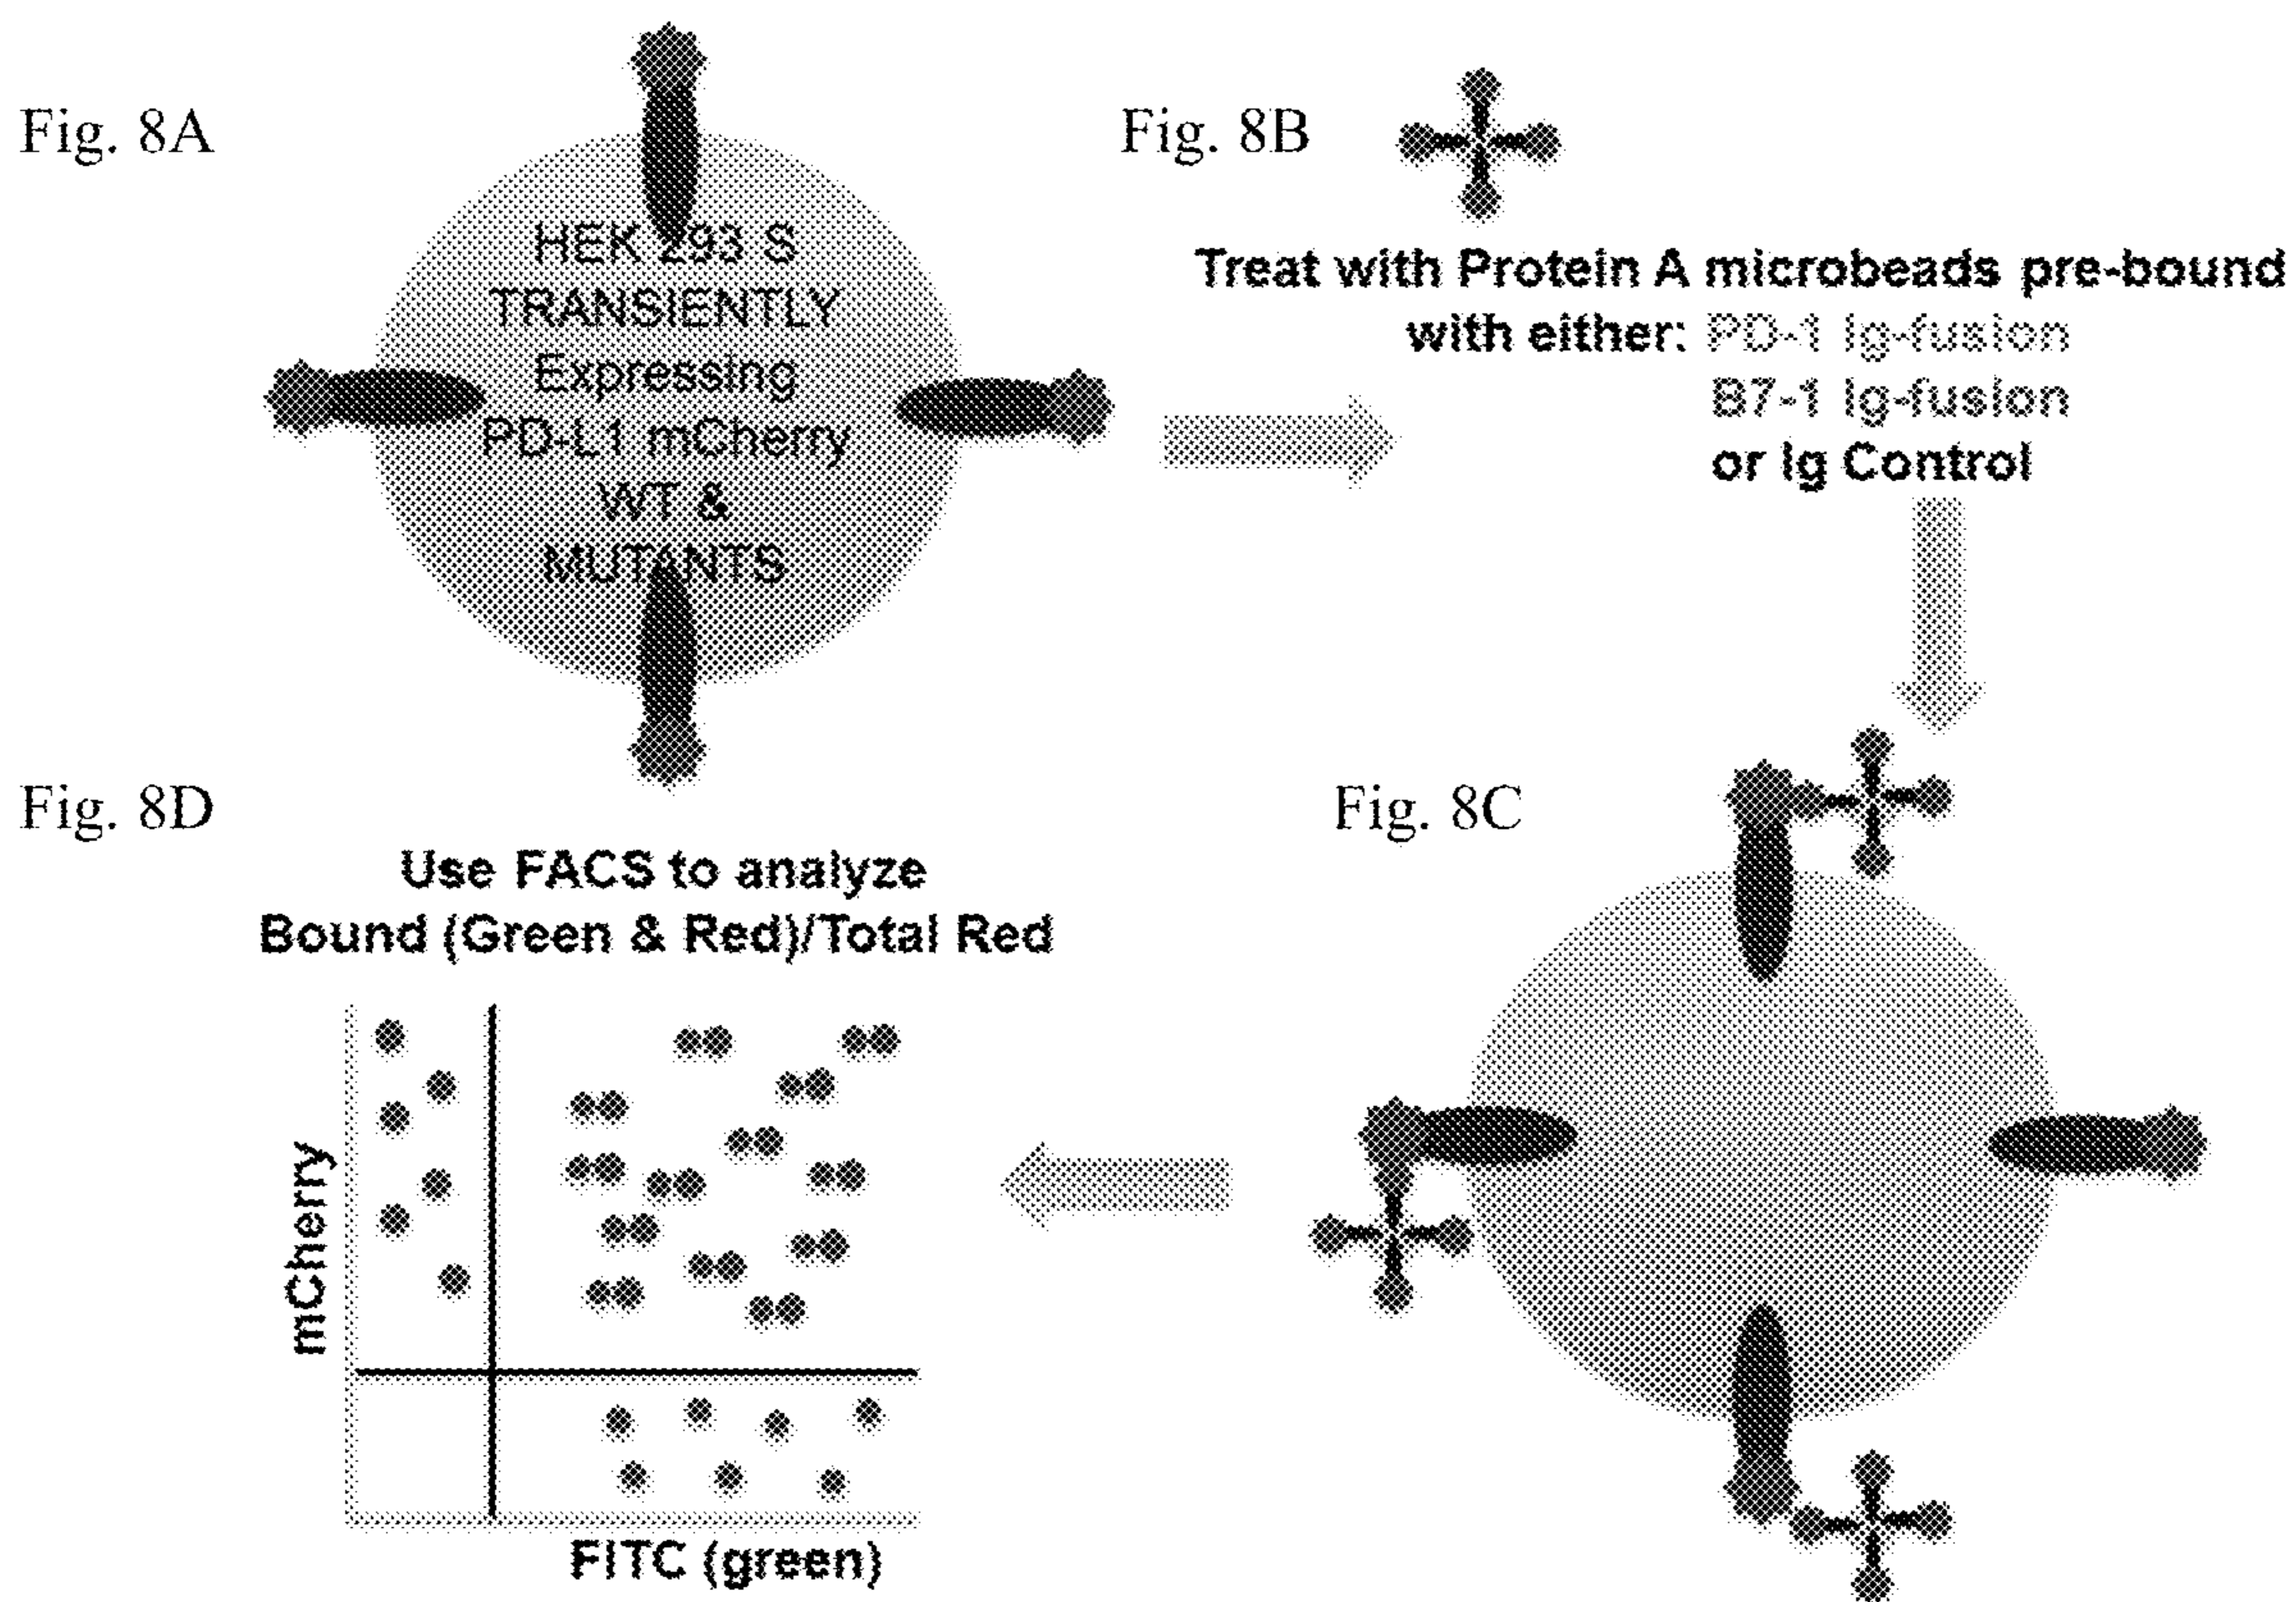 Fig. 8A
HEK 293 S
TRANSIENTLY
Expressing
PD-L1 mCherry
WT &
MUTANTS
Fig. 8B
Treat with Protein A microbeads pre-bound
with either: PD-1 Ig-fusion
B7-1 Ig-fusion
or Ig Control
Fig. 8C
Fig. 8D
Use FACS to analyze
Bound (Green & Red)/Total Red
mCherry
FITC (green)